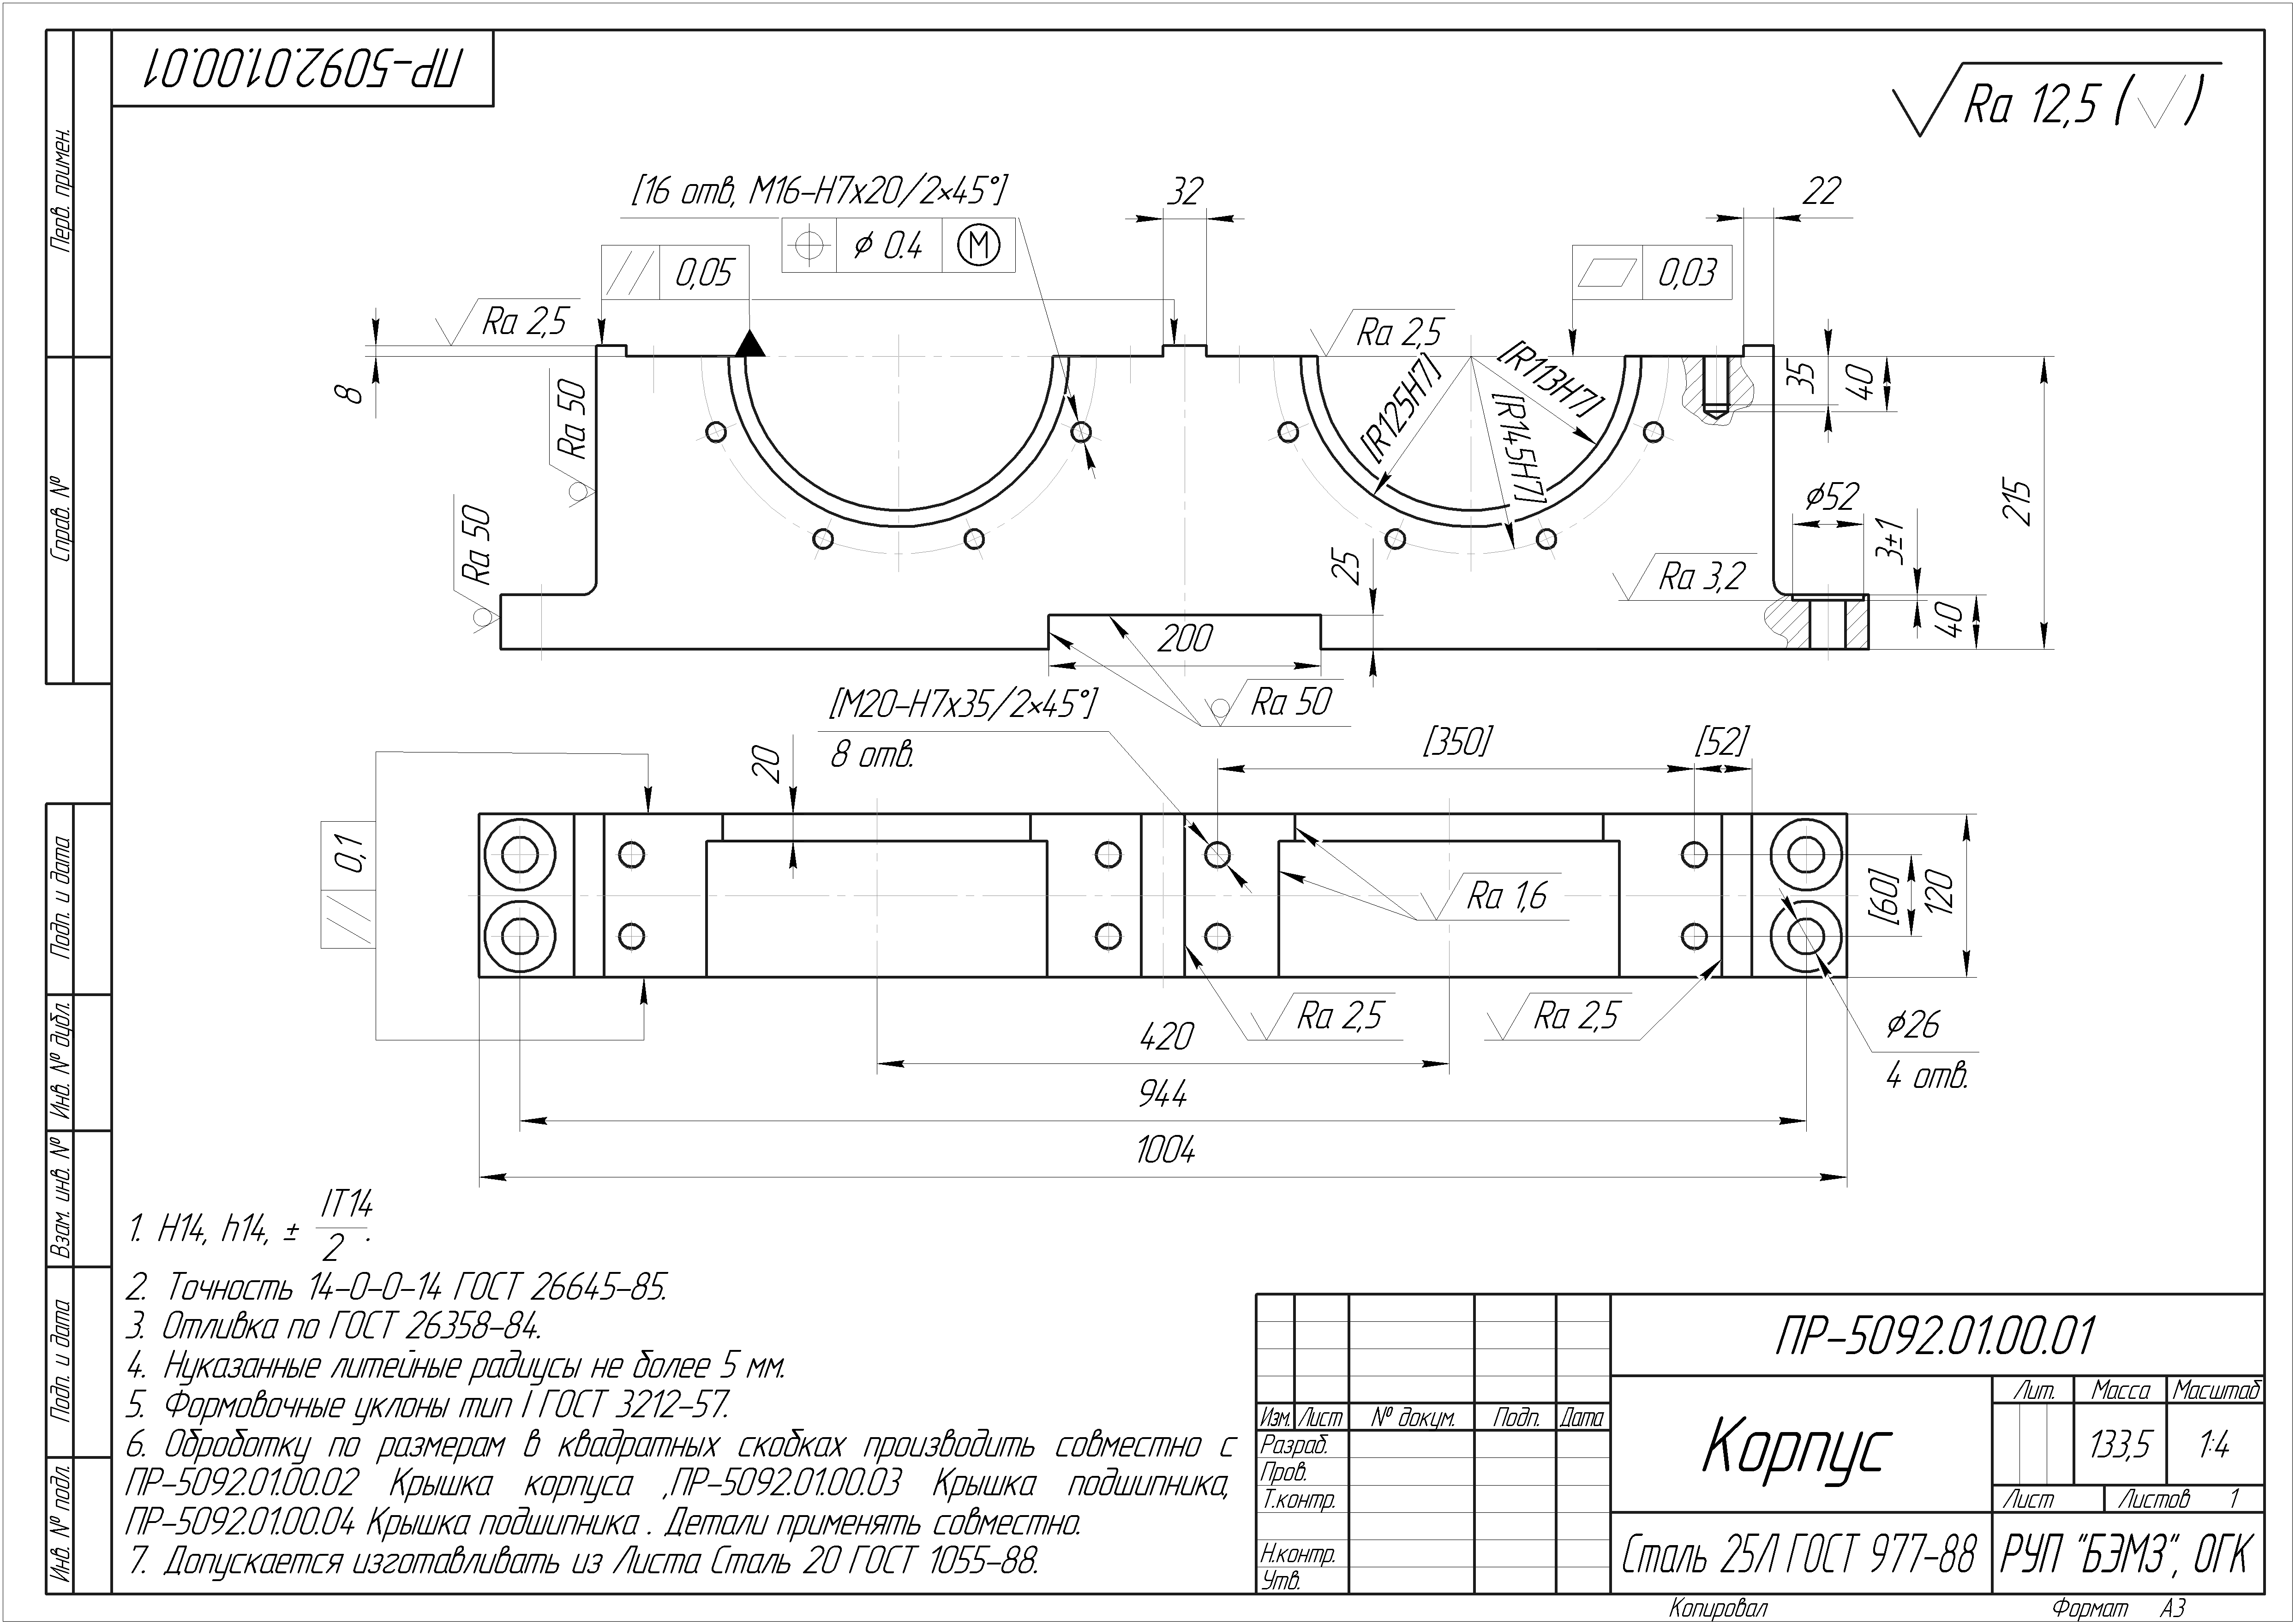 ПР-5092.01.00.01
Ra 12,5 (√)
[16 отв, М16-Н7х20/2×45°]
⌖ ⌀ 0.4 Ⓜ
32
22
// 0,05
⏥ 0,03
Ra 2,5
Ra 2,5
8
Ra 50
Ra 50
[R125H7]
[R145H7]
[R113H7]
35
40
215
⌀52
3±1
Ra 3,2
40
25
200
Ra 50
[М20-Н7х35/2×45°]
8 отв.
20
[350]
[52]
// 0,1
Ra 1,6
[60]
120
Ra 2,5
Ra 2,5
⌀26
4 отв.
420
944
1004
1. Н14, h14, ± IT14/2.
2. Точность 14-0-0-14 ГОСТ 26645-85.
3. Отливка по ГОСТ 26358-84.
4. Нуказанные литейные радиусы не более 5 мм.
5. Формовочные уклоны тип I ГОСТ 3212-57.
6. Оброботку по размерам в квадратных скобках производить совместно с
ПР-5092.01.00.02 Крышка корпуса ,ПР-5092.01.00.03 Крышка подшипника,
ПР-5092.01.00.04 Крышка подшипника . Детали применять совместно.
7. Допускается изготавливать из Листа Сталь 20 ГОСТ 1055-88.
Перв. примен.
Справ. №
Подп. и дата
Инв. № дубл.
Взам. инв. №
Подп. и дата
Инв. № подл.
ПР-5092.01.00.01
Изм. Лист № докум. Подп. Дата
Разраб.
Пров.
Т.контр.
Н.контр.
Утв.
Корпус
Лит. Масса Масштаб
133,5 1:4
Лист Листов 1
Сталь 25Л ГОСТ 977-88
РУП "БЭМЗ", ОГК
Копировал Формат А3